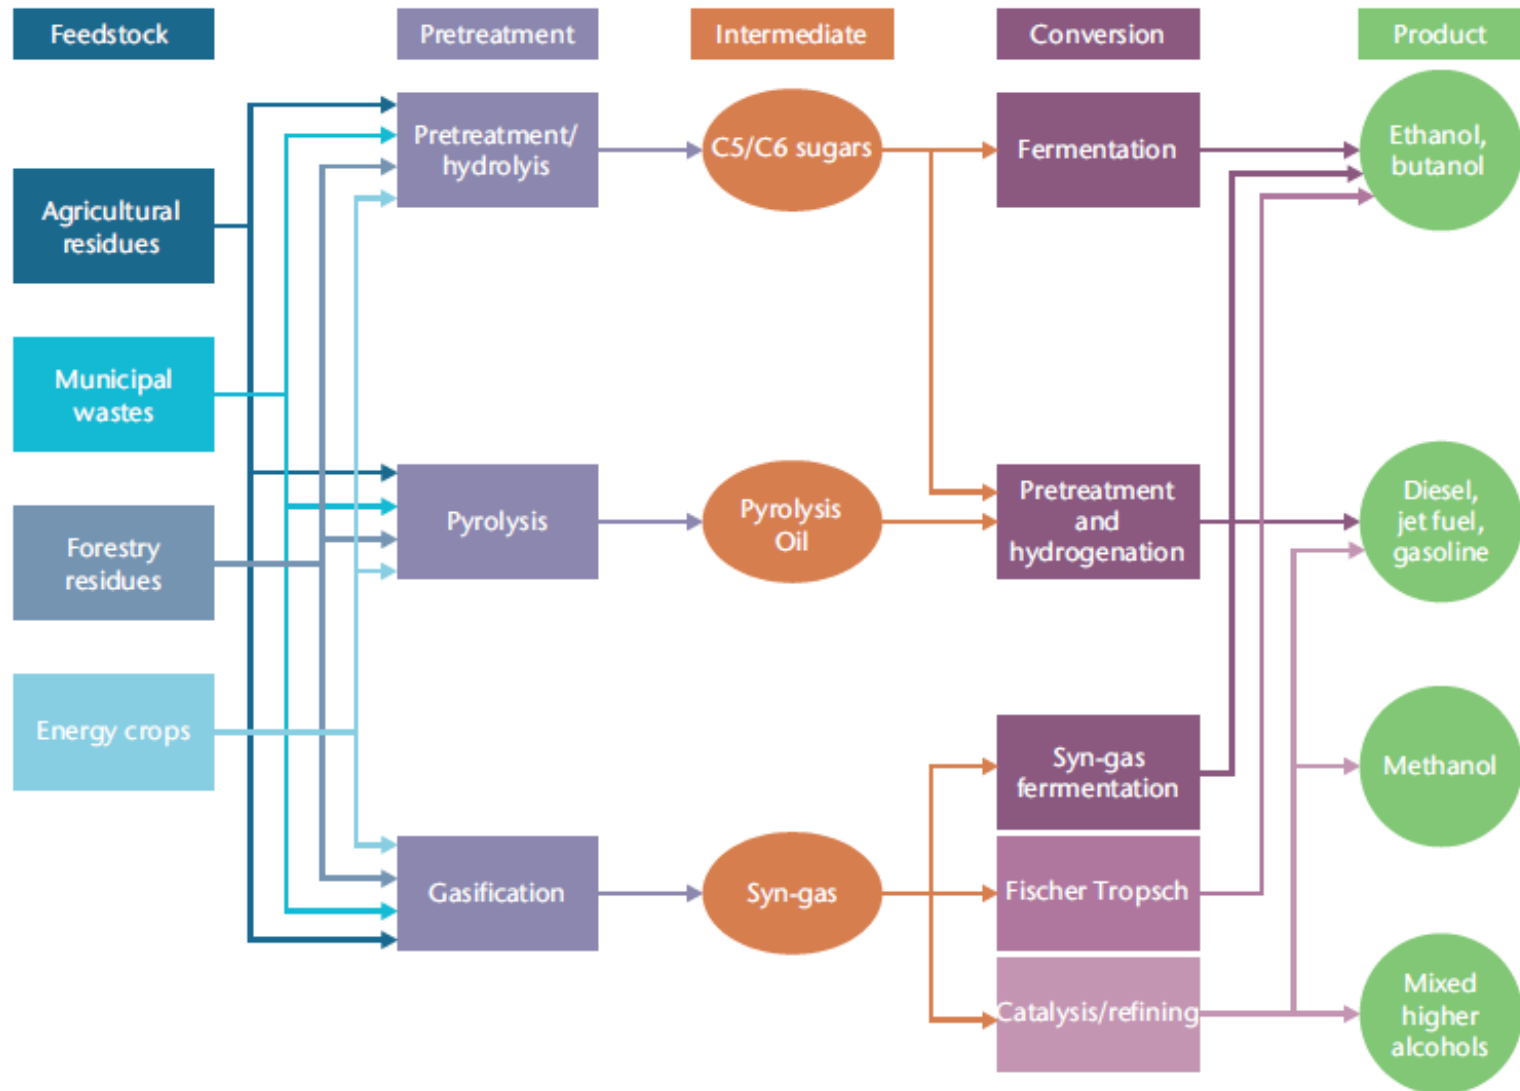 Feedstock
Pretreatment
Intermediate
Conversion
Product
Agricultural
residues
Municipal
wastes
Forestry
residues
Energy crops
Pretreatment/
hydrolyis
Pyrolysis
Gasification
C5/C6 sugars
Pyrolysis
Oil
Syn-gas
Fermentation
Pretreatment
and
hydrogenation
Syn-gas
ferrmentation
Fischer Tropsch
Catalysis/refining
Ethanol,
butanol
Diesel,
jet fuel,
gasoline
Methanol
Mixed
higher
alcohols